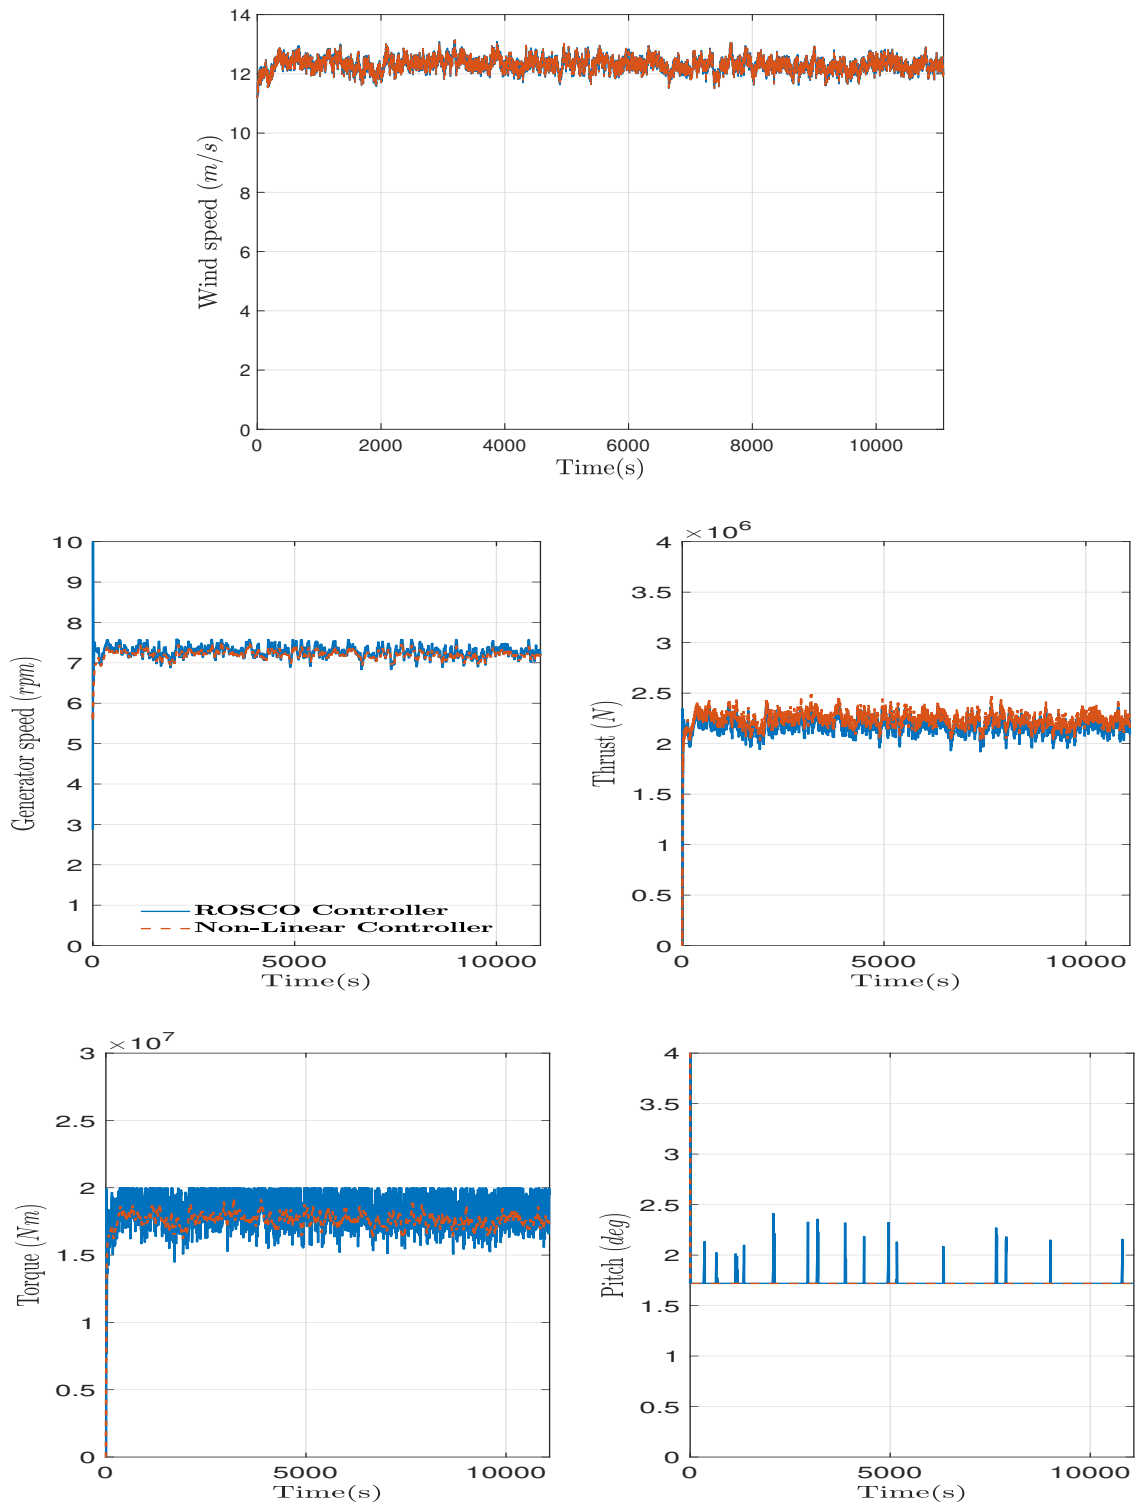 14
12
10
8
6
4
2
0
Wind speed (m/s)
0 2000 4000 6000 8000 10000
Time(s)
10
9
8
7
6
5
4
3
2
1
0
Generator speed (rpm)
ROSCO Controller
Non-Linear Controller
0 5000 10000
Time(s)
×10⁶
4
3.5
3
2.5
2
1.5
1
0.5
0
Thrust (N)
0 5000 10000
Time(s)
×10⁷
3
2.5
2
1.5
1
0.5
0
Torque (Nm)
0 5000 10000
Time(s)
4
3.5
3
2.5
2
1.5
1
0.5
0
Pitch (deg)
0 5000 10000
Time(s)